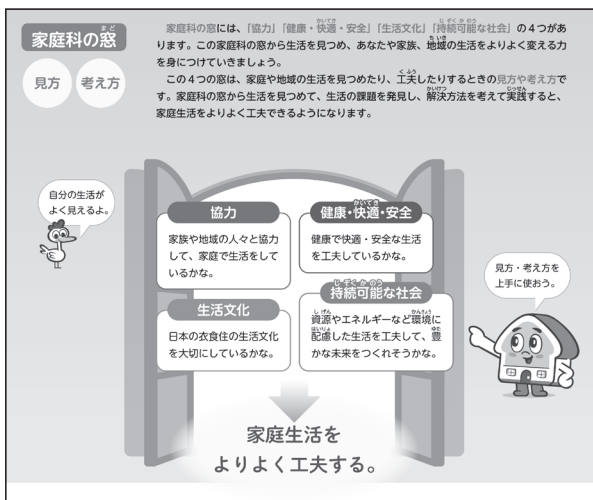 家庭科の窓
見方 考え方
家庭科の窓には、「協力」「健康・快適・安全」「生活文化」「持続可能な社会」の４つがあ
ります。この家庭科の窓から生活を見つめ、あなたや家族、地域の生活をよりよく変える力
を身につけていきましょう。
この４つの窓は、家庭や地域の生活を見つめたり、工夫したりするときの見方や考え方で
す。家庭科の窓から生活を見つめて、生活の課題を発見し、解決方法を考えて実践すると、
家庭生活をよりよく工夫できるようになります。
自分の生活が
よく見えるよ。
協力
家族や地域の人々と協力
して、家庭で生活をして
いるかな。
健康・快適・安全
健康で快適・安全な生活
を工夫しているかな。
生活文化
日本の衣食住の生活文化
を大切にしているかな。
持続可能な社会
資源やエネルギーなど環境に
配慮した生活を工夫して、豊
かな未来をつくれそうかな。
見方・考え方を
上手に使おう。
家庭生活を
よりよく工夫する。